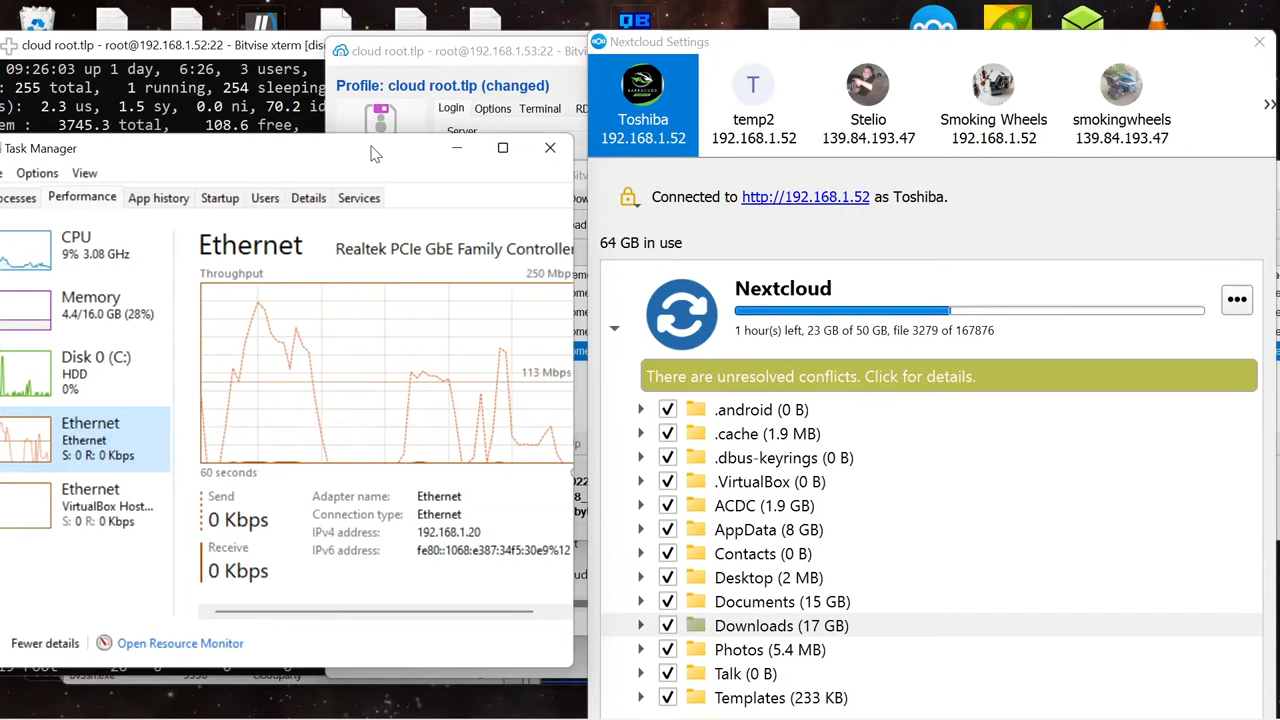 QB
cloud root.tlp - root@192.168.1.52:22 - Bitvise xterm [dis
09:26:03 up 1 day, 6:26, 3 users,
255 total, 1 running, 254 sleeping
): 2.3 us, 1.5 sy, 0.0 ni, 70.2 id
em : 3745.3 total, 108.6 free,
cloud root.tlp - root@192.168.1.53:22 - Bitvis
Profile: cloud root.tlp (changed)
Login Options Terminal RD
Server
Task Manager
Options View
ocesses Performance App history Startup Users Details Services
CPU
9% 3.08 GHz
Memory
4.4/16.0 GB (28%)
Disk 0 (C:)
HDD
0%
Ethernet
Ethernet
S: 0 R: 0 Kbps
Ethernet
VirtualBox Host...
S: 0 R: 0 Kbps
Ethernet Realtek PCIe GbE Family Controller
Throughput 250 Mbps
113 Mbps
60 seconds
Send
0 Kbps
Receive
0 Kbps
Adapter name: Ethernet
Connection type: Ethernet
IPv4 address: 192.168.1.20
IPv6 address: fe80::1068:e387:34f5:30e9%12
Fewer details Open Resource Monitor
Nextcloud Settings
Toshiba
192.168.1.52
T
temp2
192.168.1.52
Stelio
139.84.193.47
Smoking Wheels
192.168.1.52
smokingwheels
139.84.193.47
Connected to http://192.168.1.52 as Toshiba.
64 GB in use
Nextcloud
1 hour(s) left, 23 GB of 50 GB, file 3279 of 167876
There are unresolved conflicts. Click for details.
.android (0 B)
.cache (1.9 MB)
.dbus-keyrings (0 B)
.VirtualBox (0 B)
ACDC (1.9 GB)
AppData (8 GB)
Contacts (0 B)
Desktop (2 MB)
Documents (15 GB)
Downloads (17 GB)
Photos (5.4 MB)
Talk (0 B)
Templates (233 KB)